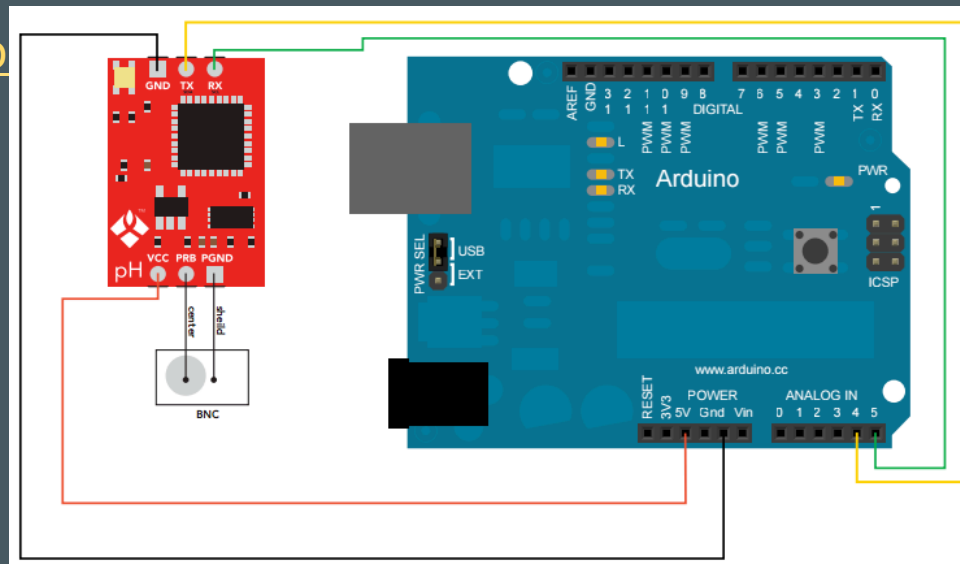 GND TX RX
pH
VCC PRB PGND
center
sheild
BNC
AREF
GND
13
12
11
10
9
8
DIGITAL
7
6
5
4
3
2
1
0
TX
RX
PWM
PWM
PWM
PWM
PWM
PWM
L
TX
RX
Arduino
PWR
1
ICSP
PWR SEL
USB
EXT
www.arduino.cc
POWER
ANALOG IN
RESET
3V3
5V Gnd Vin
0 1 2 3 4 5